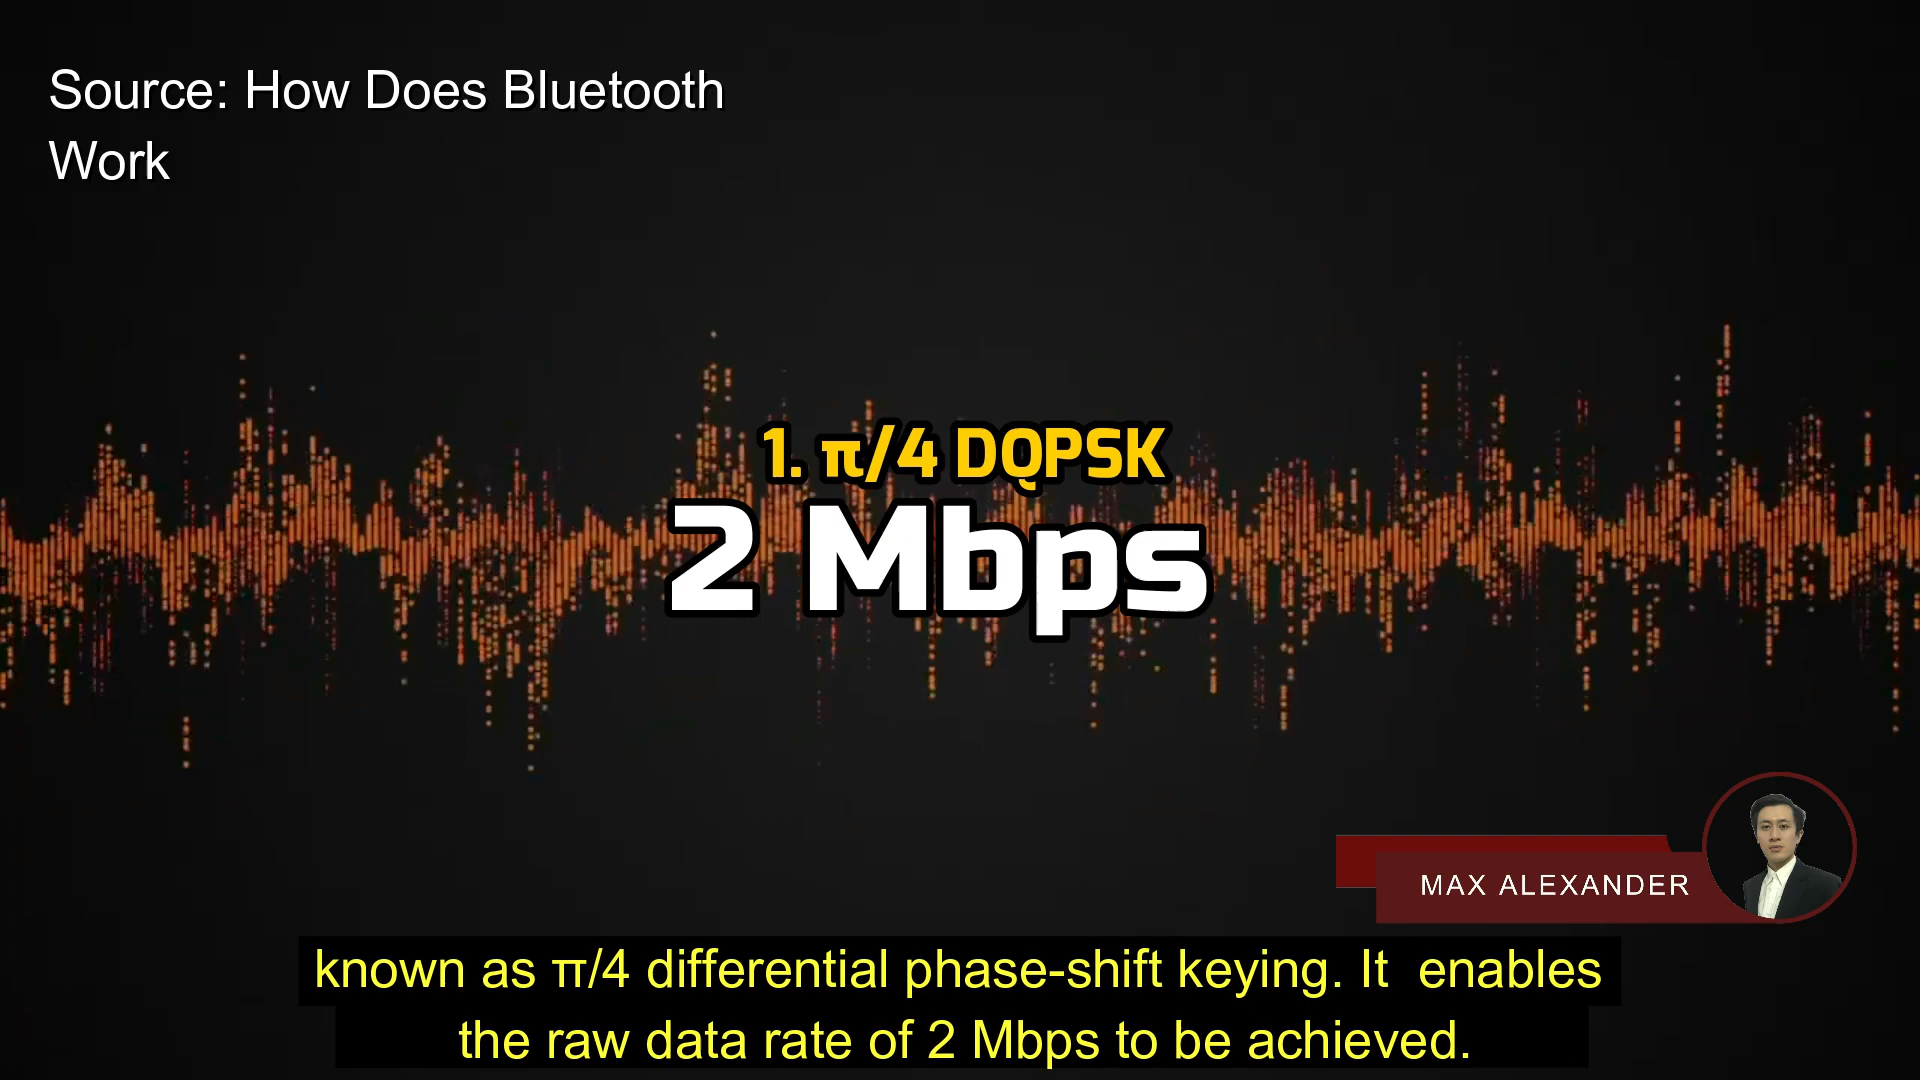 Source: How Does Bluetooth
Work
1. π/4 DQPSK
2 Mbps
MAX ALEXANDER
known as π/4 differential phase-shift keying. It  enables
the raw data rate of 2 Mbps to be achieved.